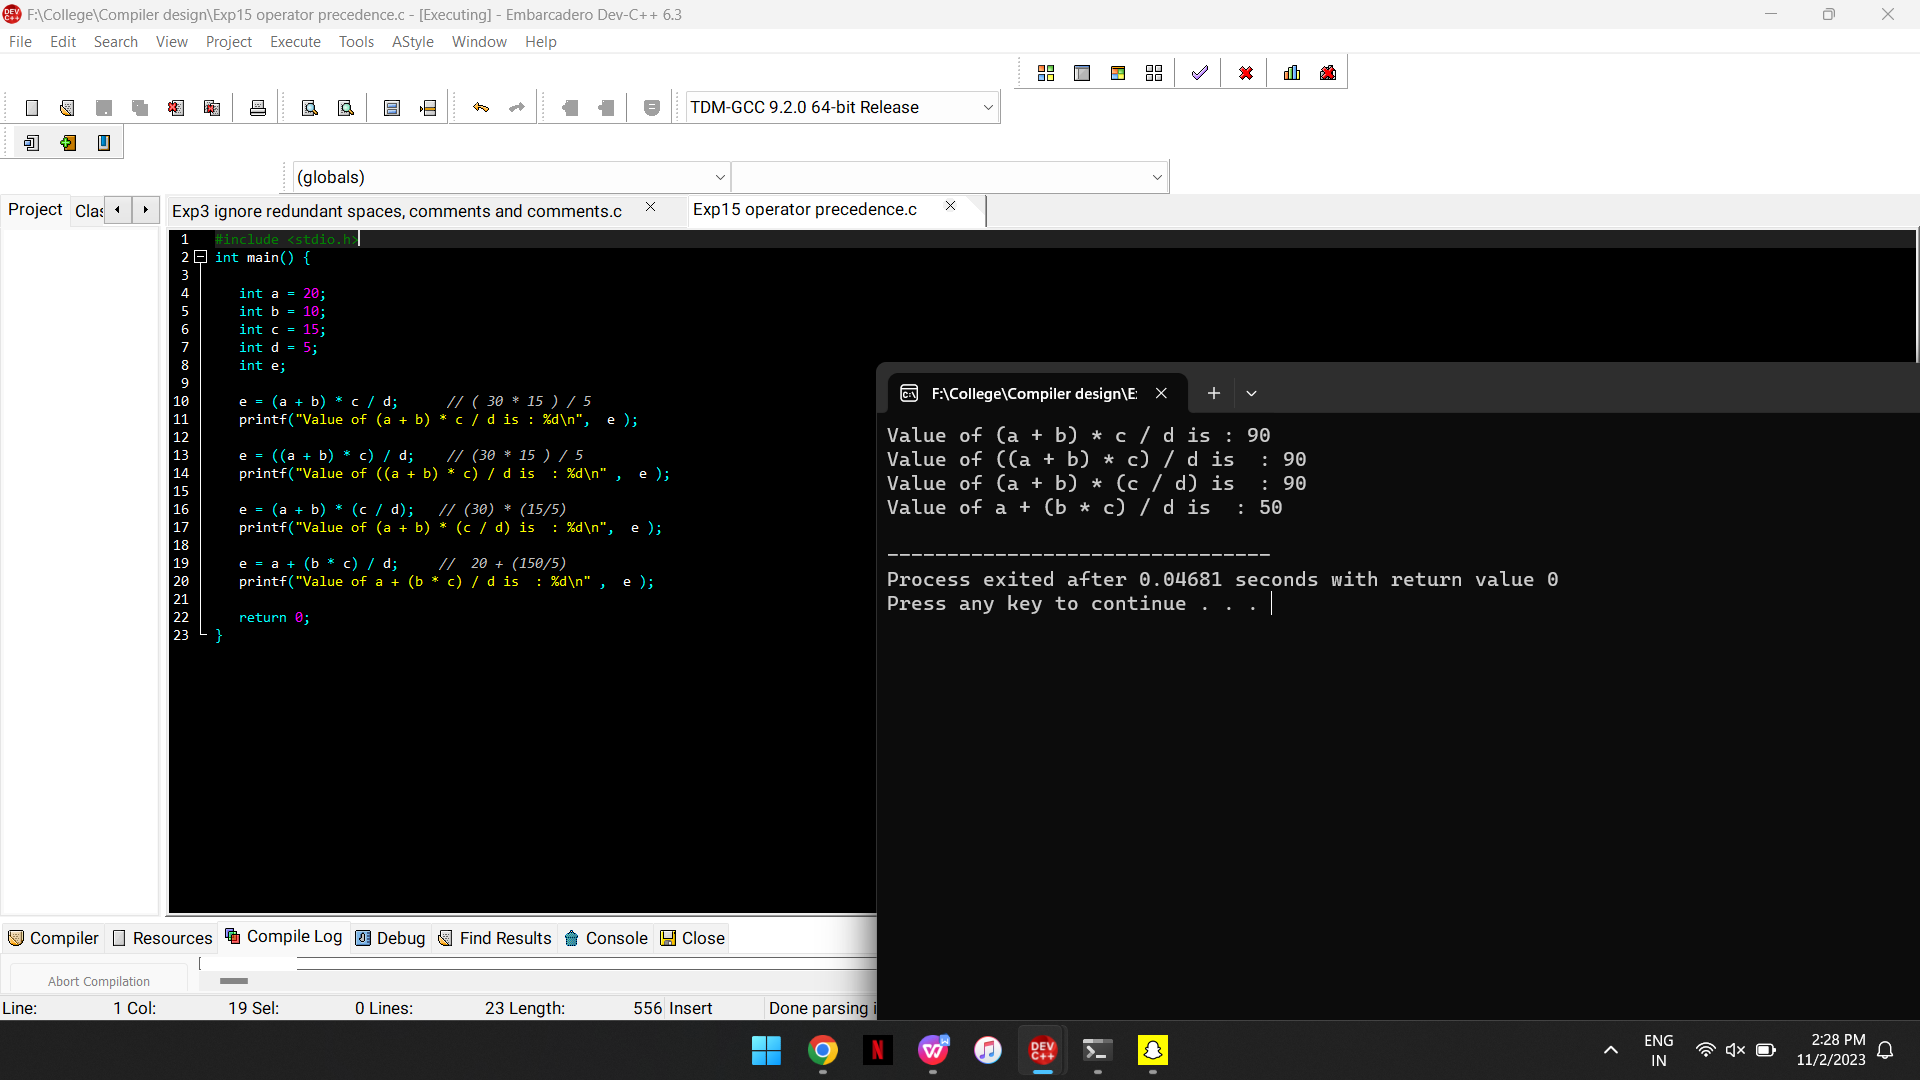 F:\College\Compiler design\Exp15 operator precedence.c - [Executing] - Embarcadero Dev-C++ 6.3
File Edit Search View Project Execute Tools AStyle Window Help
TDM-GCC 9.2.0 64-bit Release
(globals)
Project Clas
Exp3 ignore redundant spaces, comments and comments.c
Exp15 operator precedence.c
1 #include <stdio.h>
2 int main() {
3
4 int a = 20;
5 int b = 10;
6 int c = 15;
7 int d = 5;
8 int e;
9
10 e = (a + b) * c / d; // ( 30 * 15 ) / 5
11 printf("Value of (a + b) * c / d is : %d\n", e );
12
13 e = ((a + b) * c) / d; // (30 * 15 ) / 5
14 printf("Value of ((a + b) * c) / d is : %d\n" , e );
15
16 e = (a + b) * (c / d); // (30) * (15/5)
17 printf("Value of (a + b) * (c / d) is : %d\n", e );
18
19 e = a + (b * c) / d; // 20 + (150/5)
20 printf("Value of a + (b * c) / d is : %d\n" , e );
21
22 return 0;
23 }
F:\College\Compiler design\E:
Value of (a + b) * c / d is : 90
Value of ((a + b) * c) / d is : 90
Value of (a + b) * (c / d) is : 90
Value of a + (b * c) / d is : 50
--------------------------------
Process exited after 0.04681 seconds with return value 0
Press any key to continue . . .
Compiler Resources Compile Log Debug Find Results Console Close
Abort Compilation
Line: 1 Col: 19 Sel: 0 Lines: 23 Length: 556 Insert Done parsing i
DEV C++
ENG
IN
2:28 PM
11/2/2023